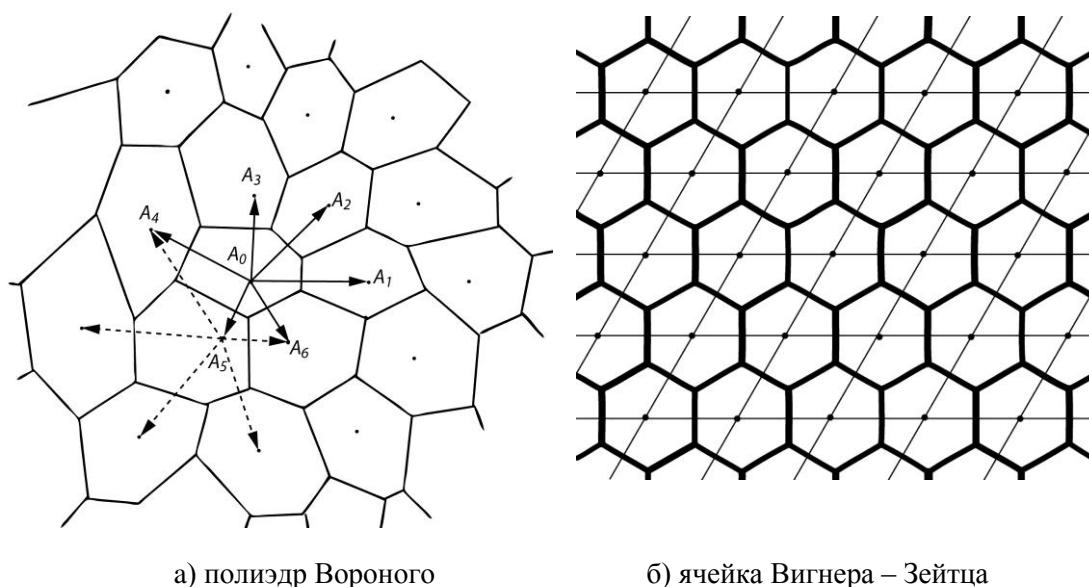 A3
A2
A4
A0
A1
A6
A5
а) полиэдр Вороного
б) ячейка Вигнера – Зейтца